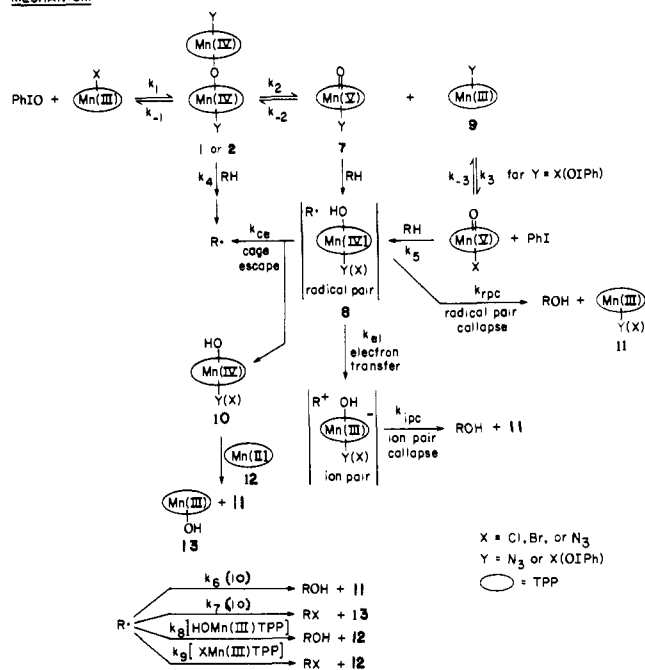 MECHANISM
Y
Mn(IV)
X
O
O
Y
PhIO + Mn(III) k1 k-1 Mn(IV) k2 k-2 Mn(V) + Mn(III)
Y
Y
1 or 2
7
9
k4 RH
RH
k-3 k3 for Y = X(OIPh)
R• kce cage escape
R• HO Mn(IV) Y(X) radical pair
RH k5
O Mn(V) X + PhI
8
krpc radical pair collapse ROH + Mn(III) Y(X)
11
HO Mn(IV) Y(X)
10
kel electron transfer
Mn(II)
12
R+ OH Mn(III) - Y(X) ion pair
kipc ion pair collapse ROH + 11
Mn(III) + 11
OH
13
X = Cl, Br, or N3
Y = N3 or X(OIPh)
= TPP
R•
k6 (10) ROH + 11
k7 (10) RX + 13
k8 [HOMn(III)TPP] ROH + 12
k9 [XMn(III)TPP] RX + 12